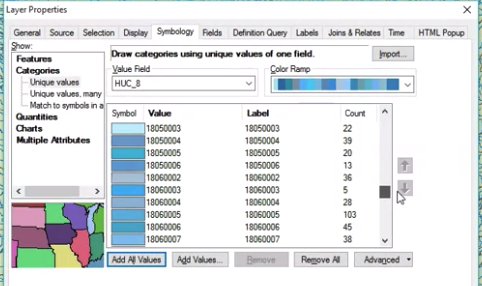 Layer Properties
General Source Selection Display Symbology Fields Definition Query Labels Joins & Relates Time HTML Popup
Show:
Features
Categories
Unique values
Unique values, many
Match to symbols in a
Quantities
Charts
Multiple Attributes
Draw categories using unique values of one field.
Import...
Value Field
Color Ramp
HUC_8
Symbol Value Label Count
18050003 18050003 22
18050004 18050004 39
18050005 18050005 20
18050006 18050006 13
18060002 18060002 36
18060003 18060003 5
18060004 18060004 28
18060005 18060005 103
18060006 18060006 45
18060007 18060007 38
Add All Values Add Values... Remove Remove All Advanced